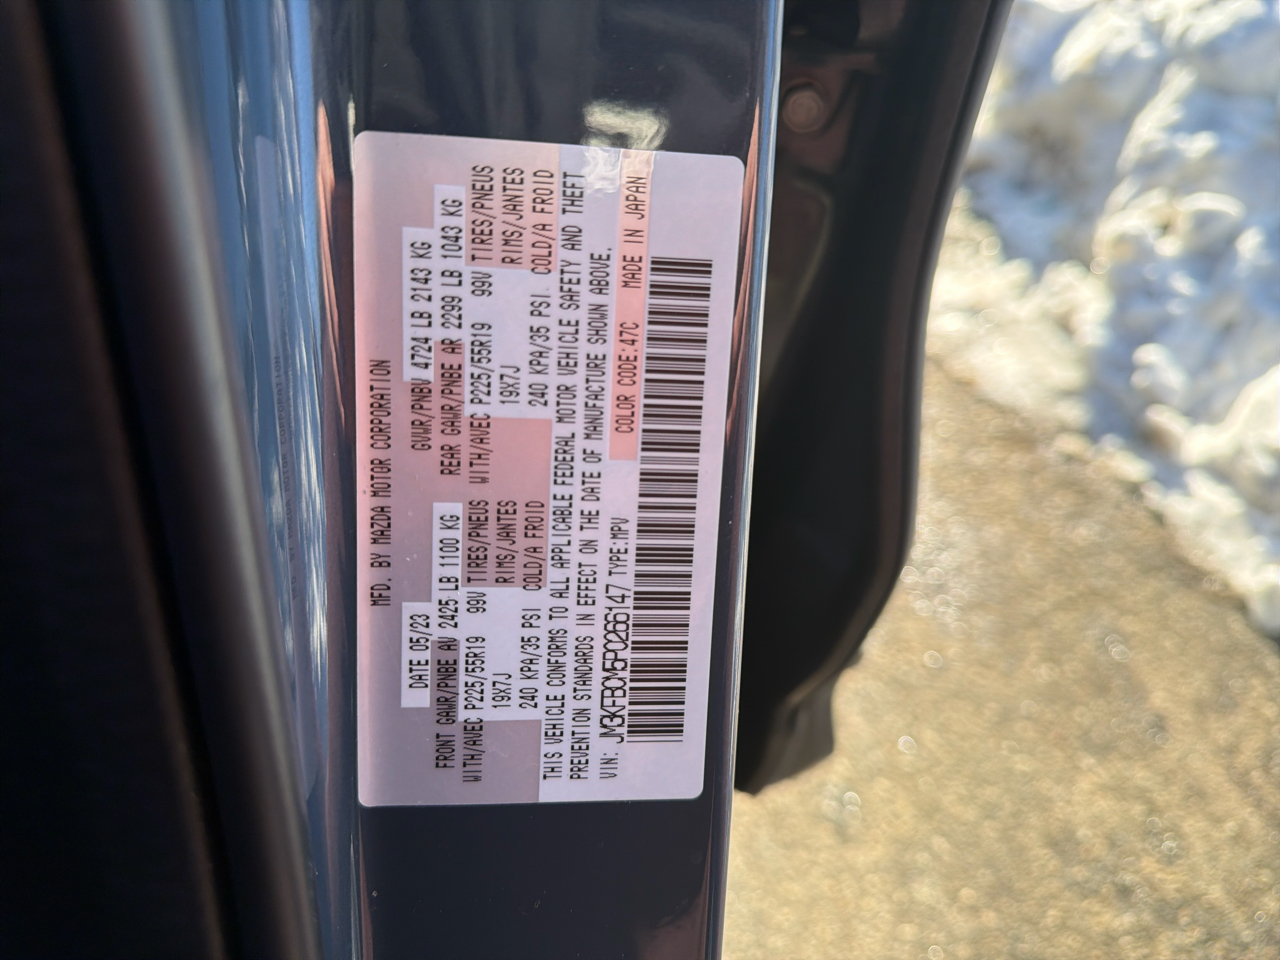 MFD. BY MAZDA MOTOR CORPORATION
DATE 05/23 GVWR/PNBV 4724 LB 2143 KG
FRONT GAWR/PNBE AV 2425 LB 1100 KG REAR GAWR/PNBE AR 2299 LB 1043 KG
WITH/AVEC P225/55R19 99V TIRES/PNEUS WITH/AVEC P225/55R19 99V TIRES/PNEUS
19X7J RIMS/JANTES 19X7J RIMS/JANTES
240 KPA/35 PSI COLD/A FROID 240 KPA/35 PSI. COLD/A FROID
THIS VEHICLE CONFORMS TO ALL APPLICABLE FEDERAL MOTOR VEHICLE SAFETY AND THEFT
PREVENTION STANDARDS IN EFFECT ON THE DATE OF MANUFACTURE SHOWN ABOVE.
VIN: JM3KFBCM5P0266147 TYPE:MPV COLOR CODE:47C MADE IN JAPAN